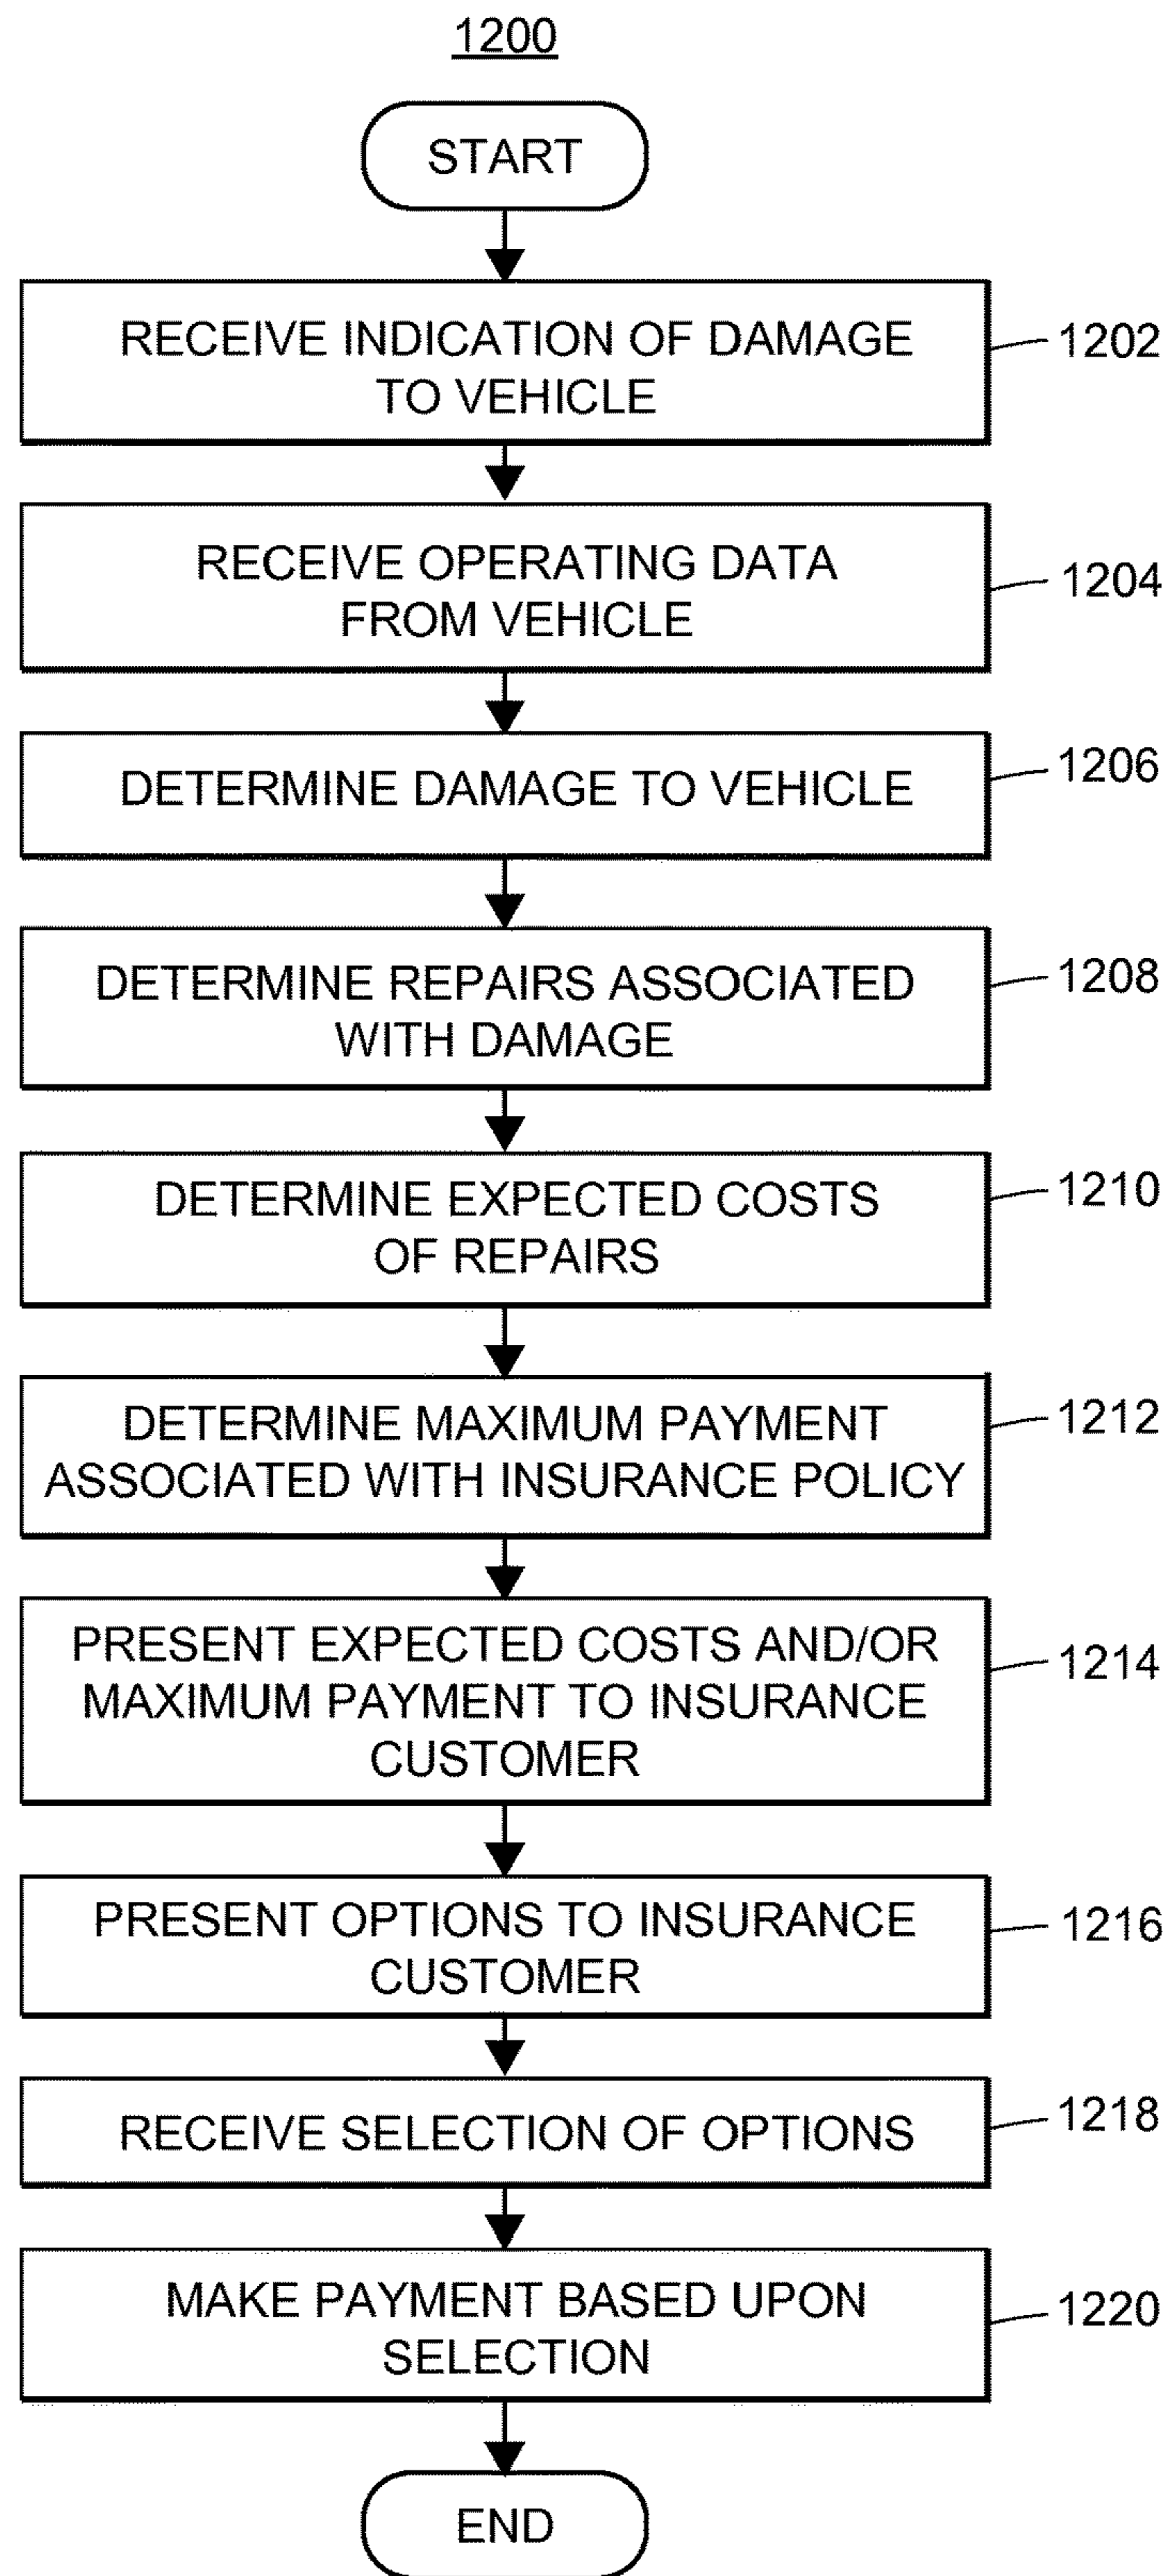 1200
START
RECEIVE INDICATION OF DAMAGE
TO VEHICLE
1202
RECEIVE OPERATING DATA
FROM VEHICLE
1204
DETERMINE DAMAGE TO VEHICLE
1206
DETERMINE REPAIRS ASSOCIATED
WITH DAMAGE
1208
DETERMINE EXPECTED COSTS
OF REPAIRS
1210
DETERMINE MAXIMUM PAYMENT
ASSOCIATED WITH INSURANCE POLICY
1212
PRESENT EXPECTED COSTS AND/OR
MAXIMUM PAYMENT TO INSURANCE
CUSTOMER
1214
PRESENT OPTIONS TO INSURANCE
CUSTOMER
1216
RECEIVE SELECTION OF OPTIONS
1218
MAKE PAYMENT BASED UPON
SELECTION
1220
END